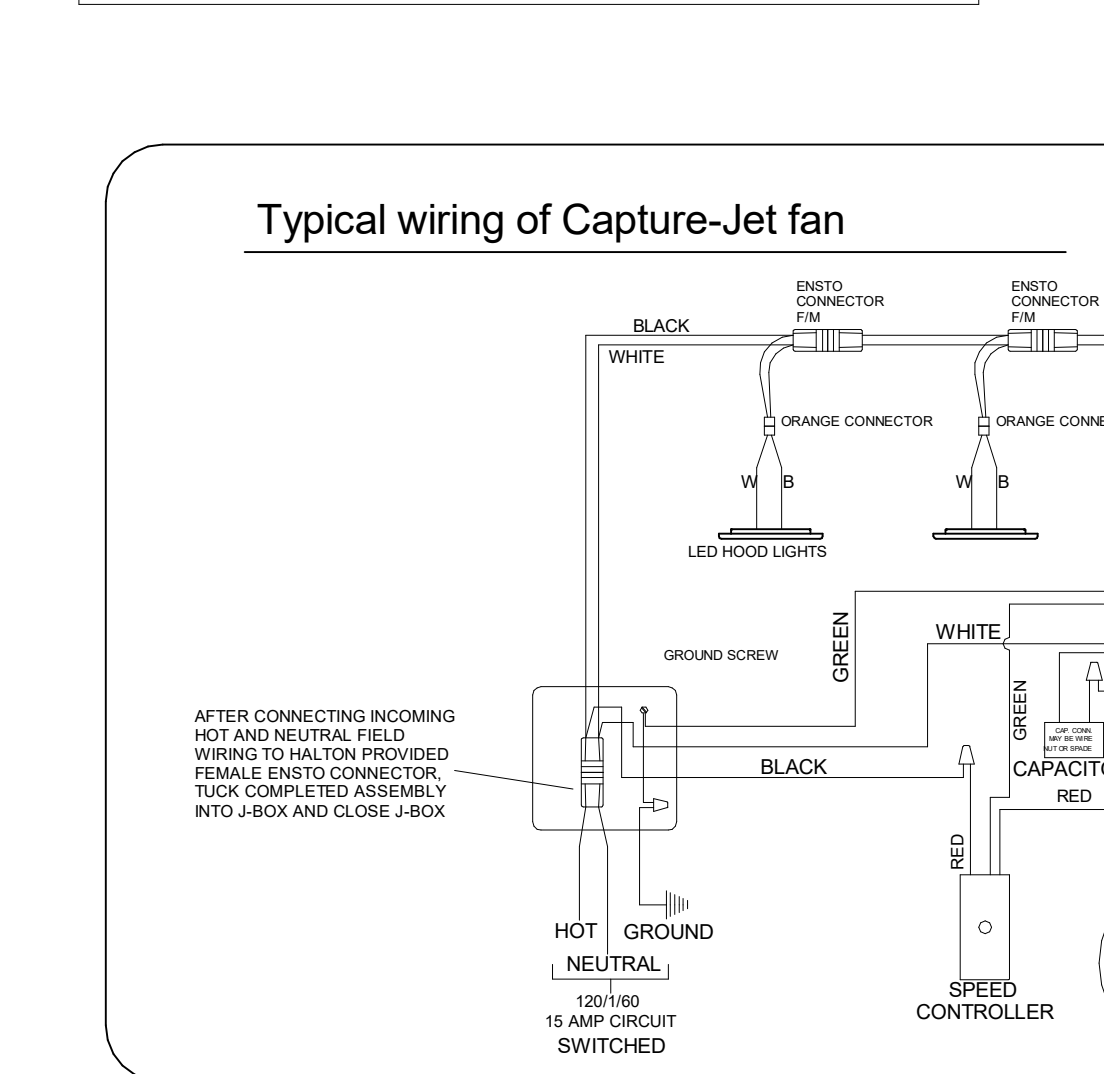 Typical wiring of Capture-Jet fan
ENSTO
CONNECTOR
F/M
ENSTO
CONNECTOR
F/M
BLACK
WHITE
ORANGE CONNECTOR
ORANGE CONNE
W
B
W
B
LED HOOD LIGHTS
GREEN
WHITE
GROUND SCREW
GREEN
AFTER CONNECTING INCOMING
HOT AND NEUTRAL FIELD
WIRING TO HALTON PROVIDED
FEMALE ENSTO CONNECTOR,
TUCK COMPLETED ASSEMBLY
INTO J-BOX AND CLOSE J-BOX
CAP. CONN.
MAY BE WIRE
NUT OR SPADE
BLACK
CAPACITO
RED
RED
HOT
GROUND
NEUTRAL
120/1/60
15 AMP CIRCUIT
SWITCHED
SPEED
CONTROLLER